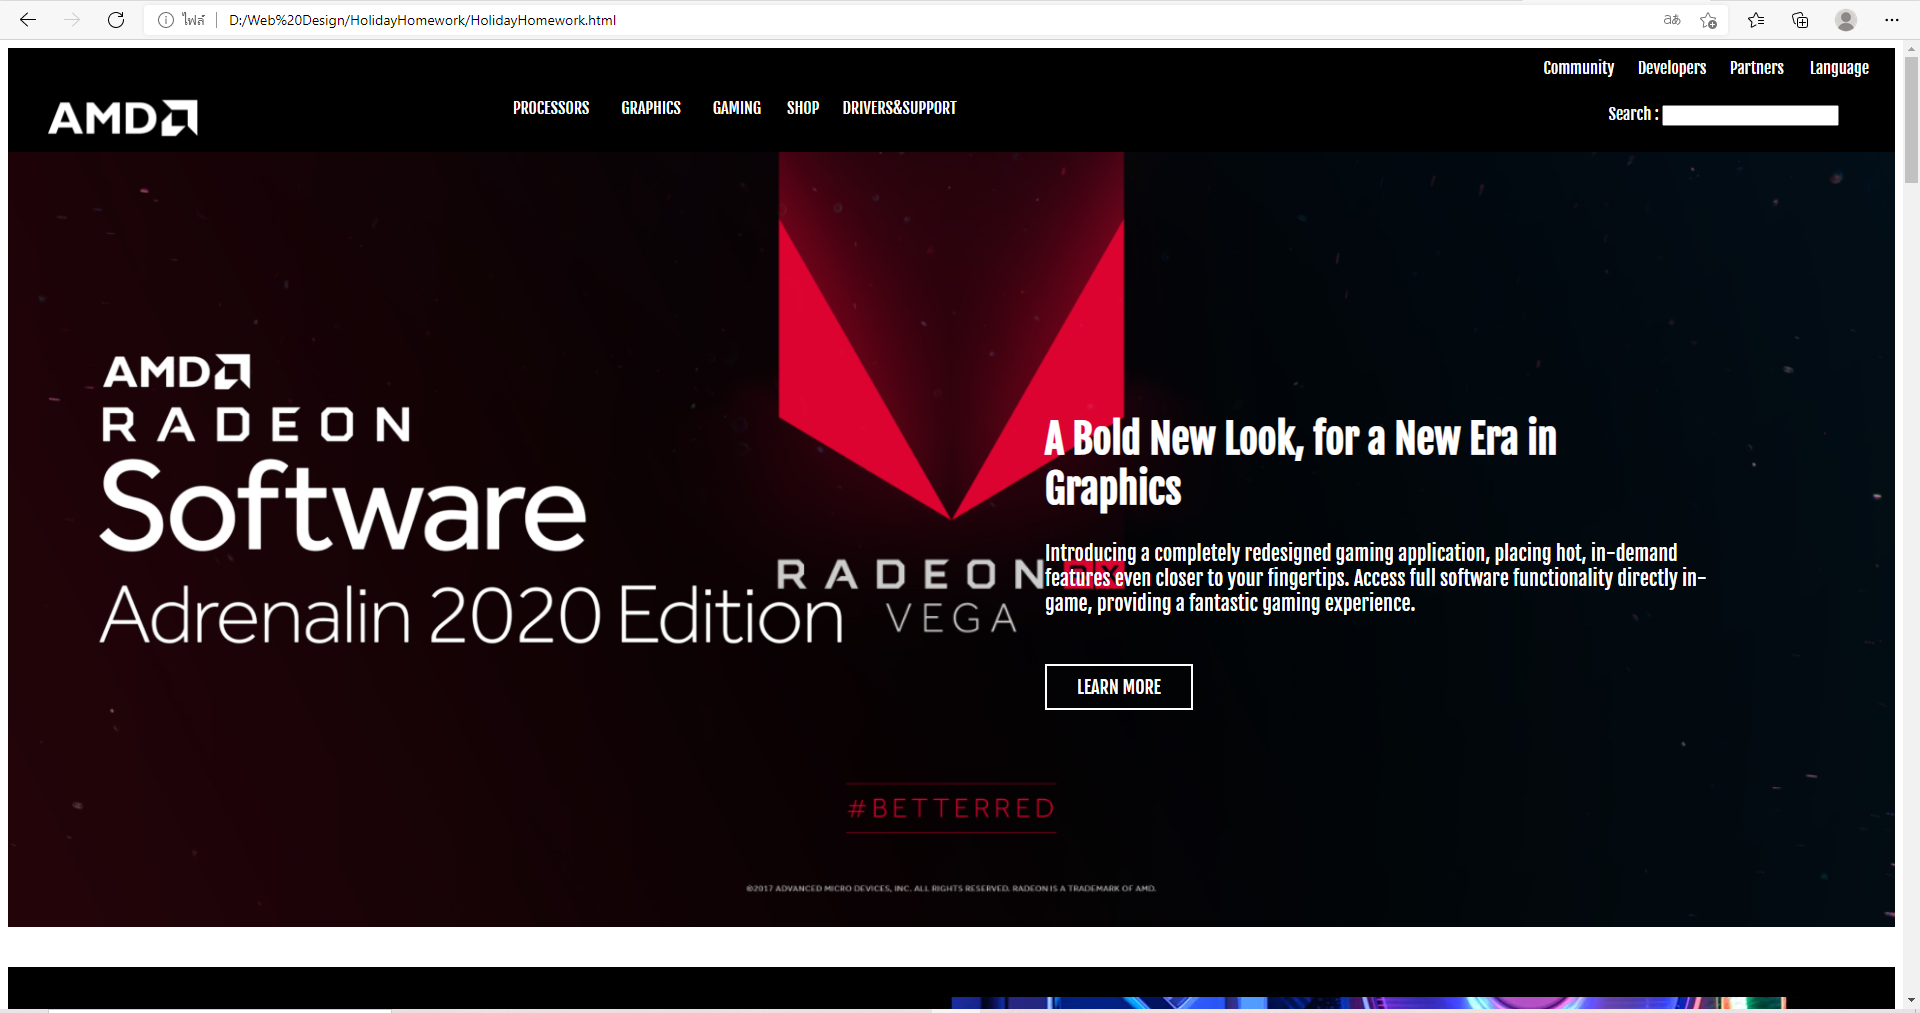 ไฟล์ D:/Web%20Design/HolidayHomework/HolidayHomework.html
Community Developers Partners Language
AMD PROCESSORS GRAPHICS GAMING SHOP DRIVERS&SUPPORT Search :
AMD
RADEON
Software
Adrenalin 2020 Edition
RADEON RX
VEGA
A Bold New Look, for a New Era in
Graphics
Introducing a completely redesigned gaming application, placing hot, in-demand
features even closer to your fingertips. Access full software functionality directly in-
game, providing a fantastic gaming experience.
LEARN MORE
#BETTERRED
©2017 ADVANCED MICRO DEVICES, INC. ALL RIGHTS RESERVED. RADEON IS A TRADEMARK OF AMD.